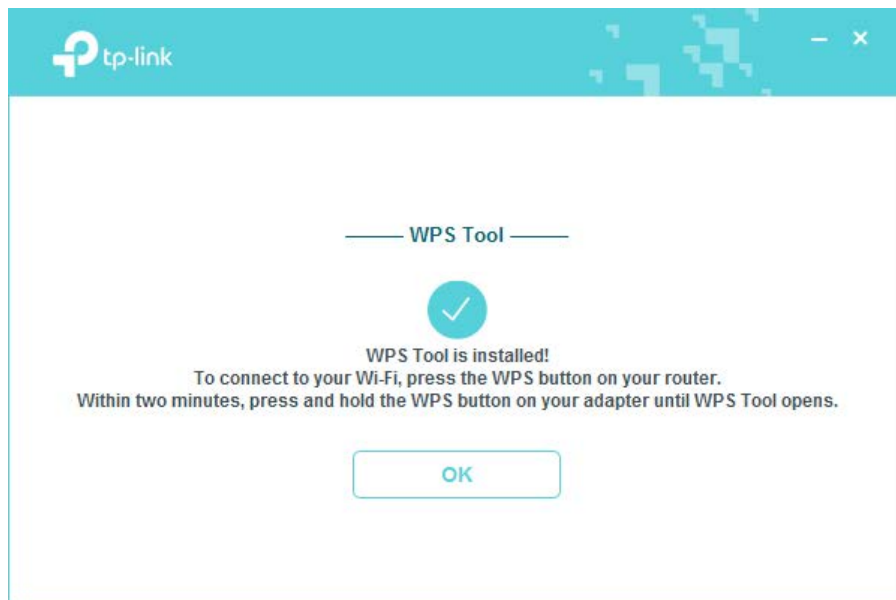 tp-link
WPS Tool
WPS Tool is installed!
To connect to your Wi-Fi, press the WPS button on your router.
Within two minutes, press and hold the WPS button on your adapter until WPS Tool opens.
OK